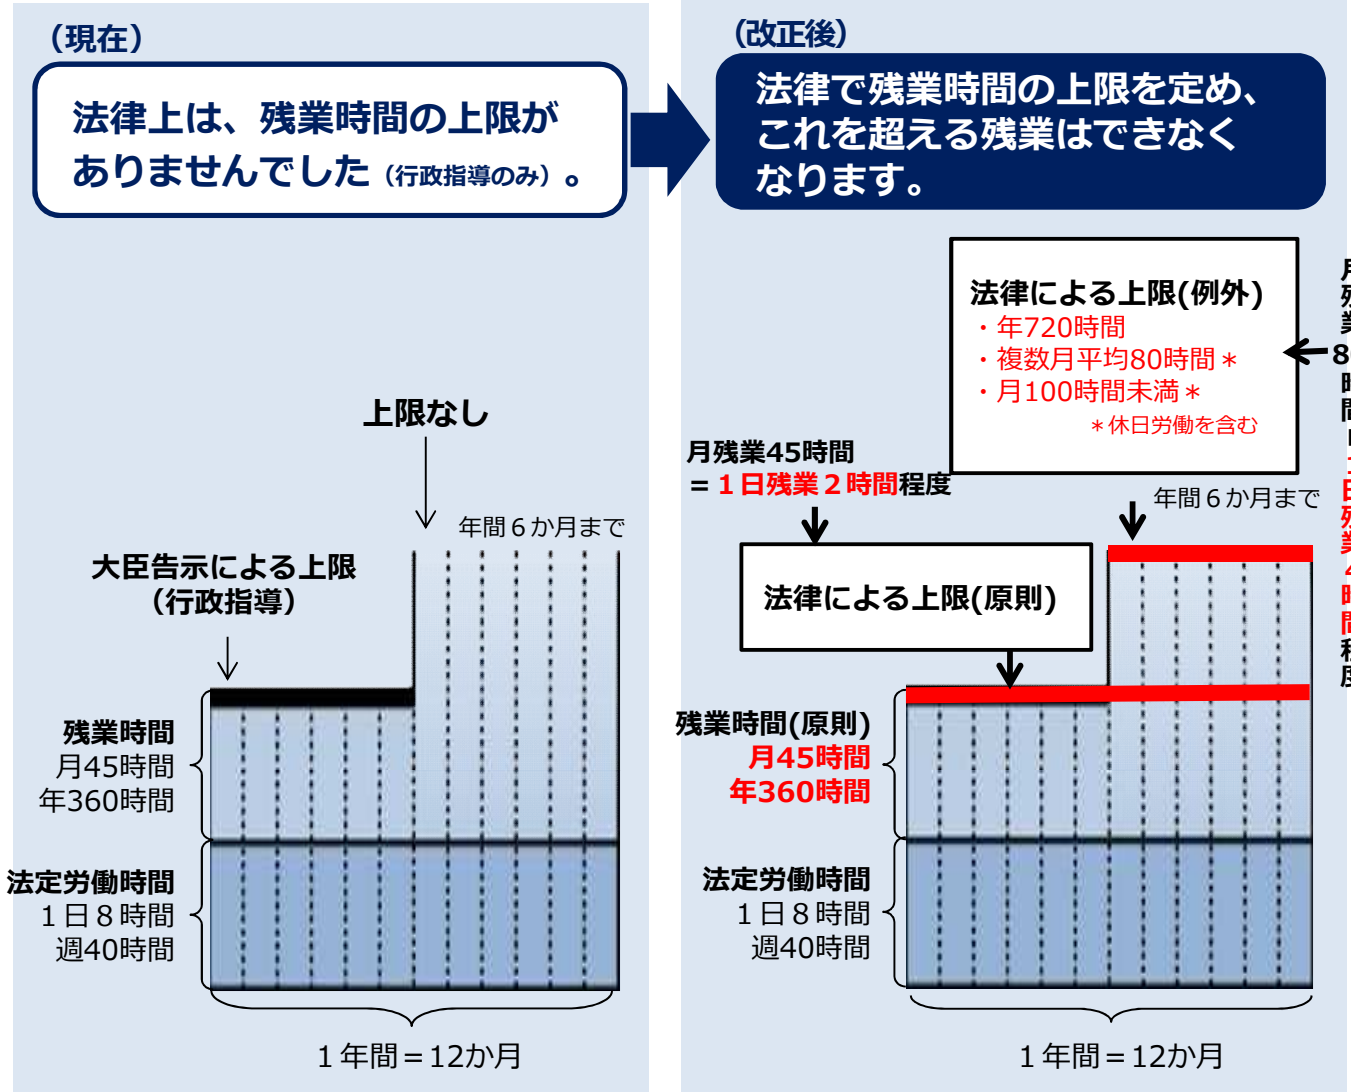 （現在）
法律上は、残業時間の上限が
ありませんでした（行政指導のみ）。
上限なし
年間６か月まで
大臣告示による上限
（行政指導）
残業時間
月45時間
年360時間
法定労働時間
１日８時間
週40時間
１年間＝12か月
（改正後）
法律で残業時間の上限を定め、
これを超える残業はできなく
なります。
法律による上限(例外)
・年720時間
・複数月平均80時間＊
・月100時間未満＊
＊休日労働を含む
月残業45時間
＝１日残業２時間程度
年間６か月まで
法律による上限(原則)
残業時間(原則)
月45時間
年360時間
法定労働時間
１日８時間
週40時間
１年間＝12か月